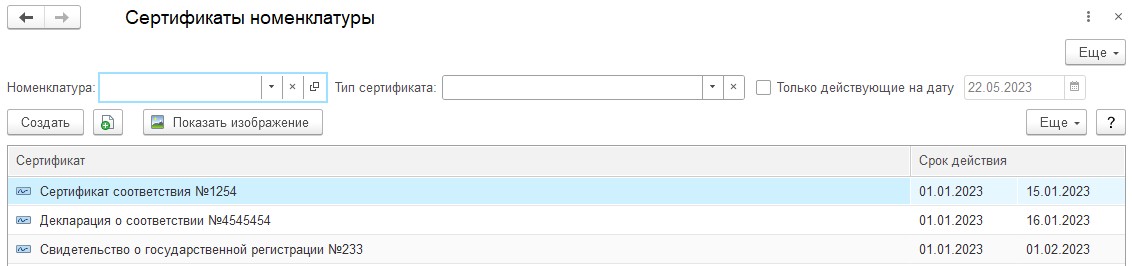 Сертификаты номенклатуры
Еще
Номенклатура: Тип сертификата: Только действующие на дату 22.05.2023
Создать Показать изображение Еще ?
Сертификат Срок действия
Сертификат соответствия №1254 01.01.2023 15.01.2023
Декларация о соответствии №4545454 01.01.2023 16.01.2023
Свидетельство о государственной регистрации №233 01.01.2023 01.02.2023